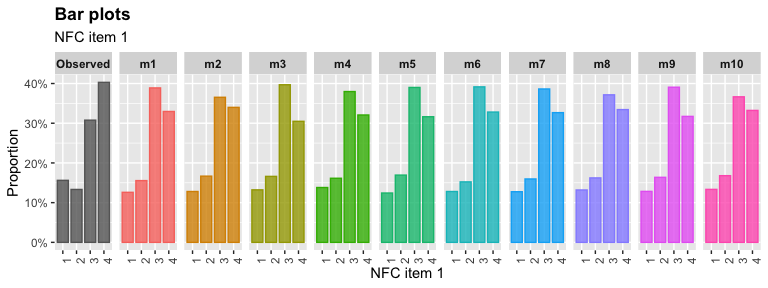 Bar plots
NFC item 1
Observed m1 m2 m3 m4 m5 m6 m7 m8 m9 m10
40%
30%
20%
10%
0%
Proportion
1 2 3 4 1 2 3 4 1 2 3 4 1 2 3 4 1 2 3 4 1 2 3 4 1 2 3 4 1 2 3 4 1 2 3 4 1 2 3 4 1 2 3 4
NFC item 1